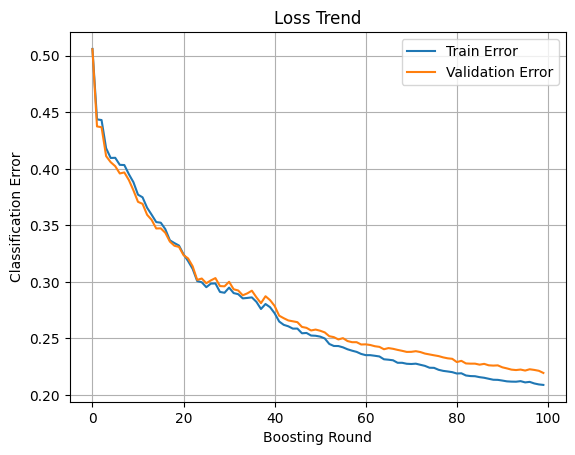 Loss Trend
Train Error
Validation Error
Classification Error
0.50
0.45
0.40
0.35
0.30
0.25
0.20
0
20
40
60
80
100
Boosting Round